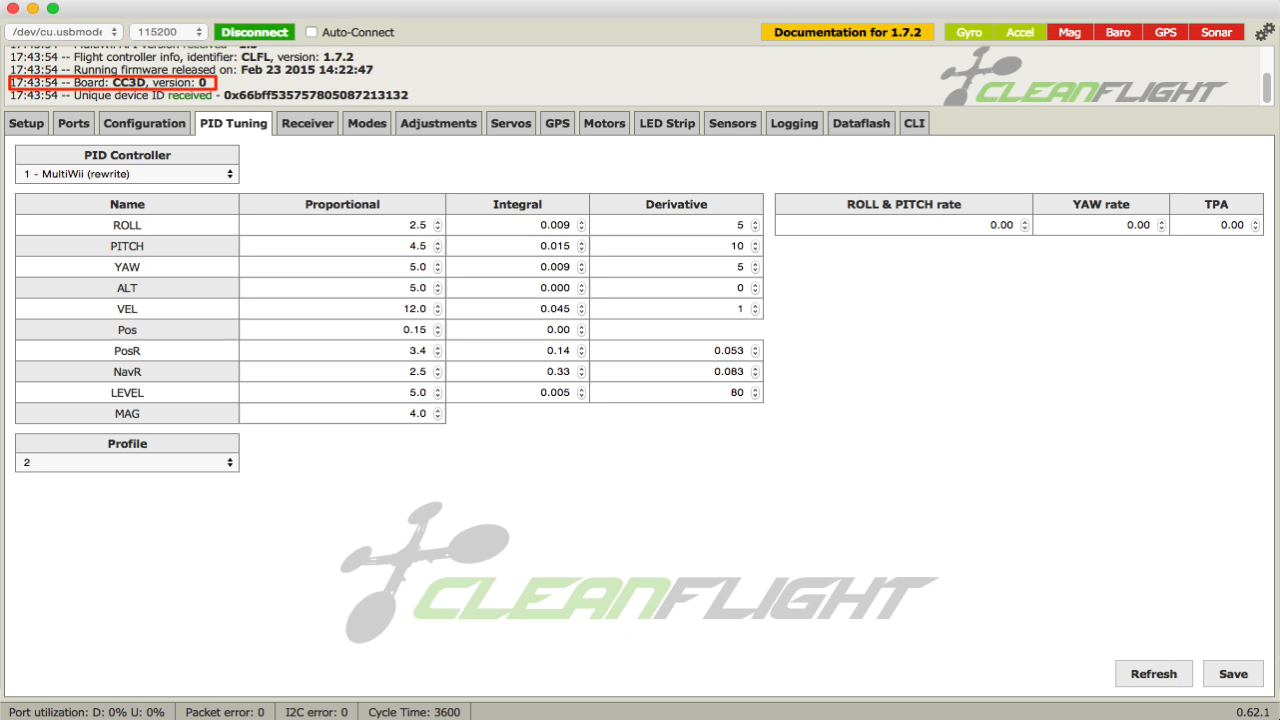 /dev/cu.usbmode 115200 Disconnect Auto-Connect Documentation for 1.7.2 Gyro Accel Mag Baro GPS Sonar
17:43:54 -- MultiWii API version received - 
17:43:54 -- Flight controller info, identifier: CLFL, version: 1.7.2
17:43:54 -- Running firmware released on: Feb 23 2015 14:22:47
17:43:54 -- Board: CC3D, version: 0
17:43:54 -- Unique device ID received - 0x66bff535757805087213132
CLEANFLIGHT
Setup Ports Configuration PID Tuning Receiver Modes Adjustments Servos GPS Motors LED Strip Sensors Logging Dataflash CLI
PID Controller
1 - MultiWii (rewrite)
Name Proportional Integral Derivative ROLL & PITCH rate YAW rate TPA
ROLL 2.5 0.009 5 0.00 0.00 0.00
PITCH 4.5 0.015 10
YAW 5.0 0.009 5
ALT 5.0 0.000 0
VEL 12.0 0.045 1
Pos 0.15 0.00
PosR 3.4 0.14 0.053
NavR 2.5 0.33 0.083
LEVEL 5.0 0.005 80
MAG 4.0
Profile
2
CLEANFLIGHT
Refresh Save
Port utilization: D: 0% U: 0% Packet error: 0 I2C error: 0 Cycle Time: 3600 0.62.1